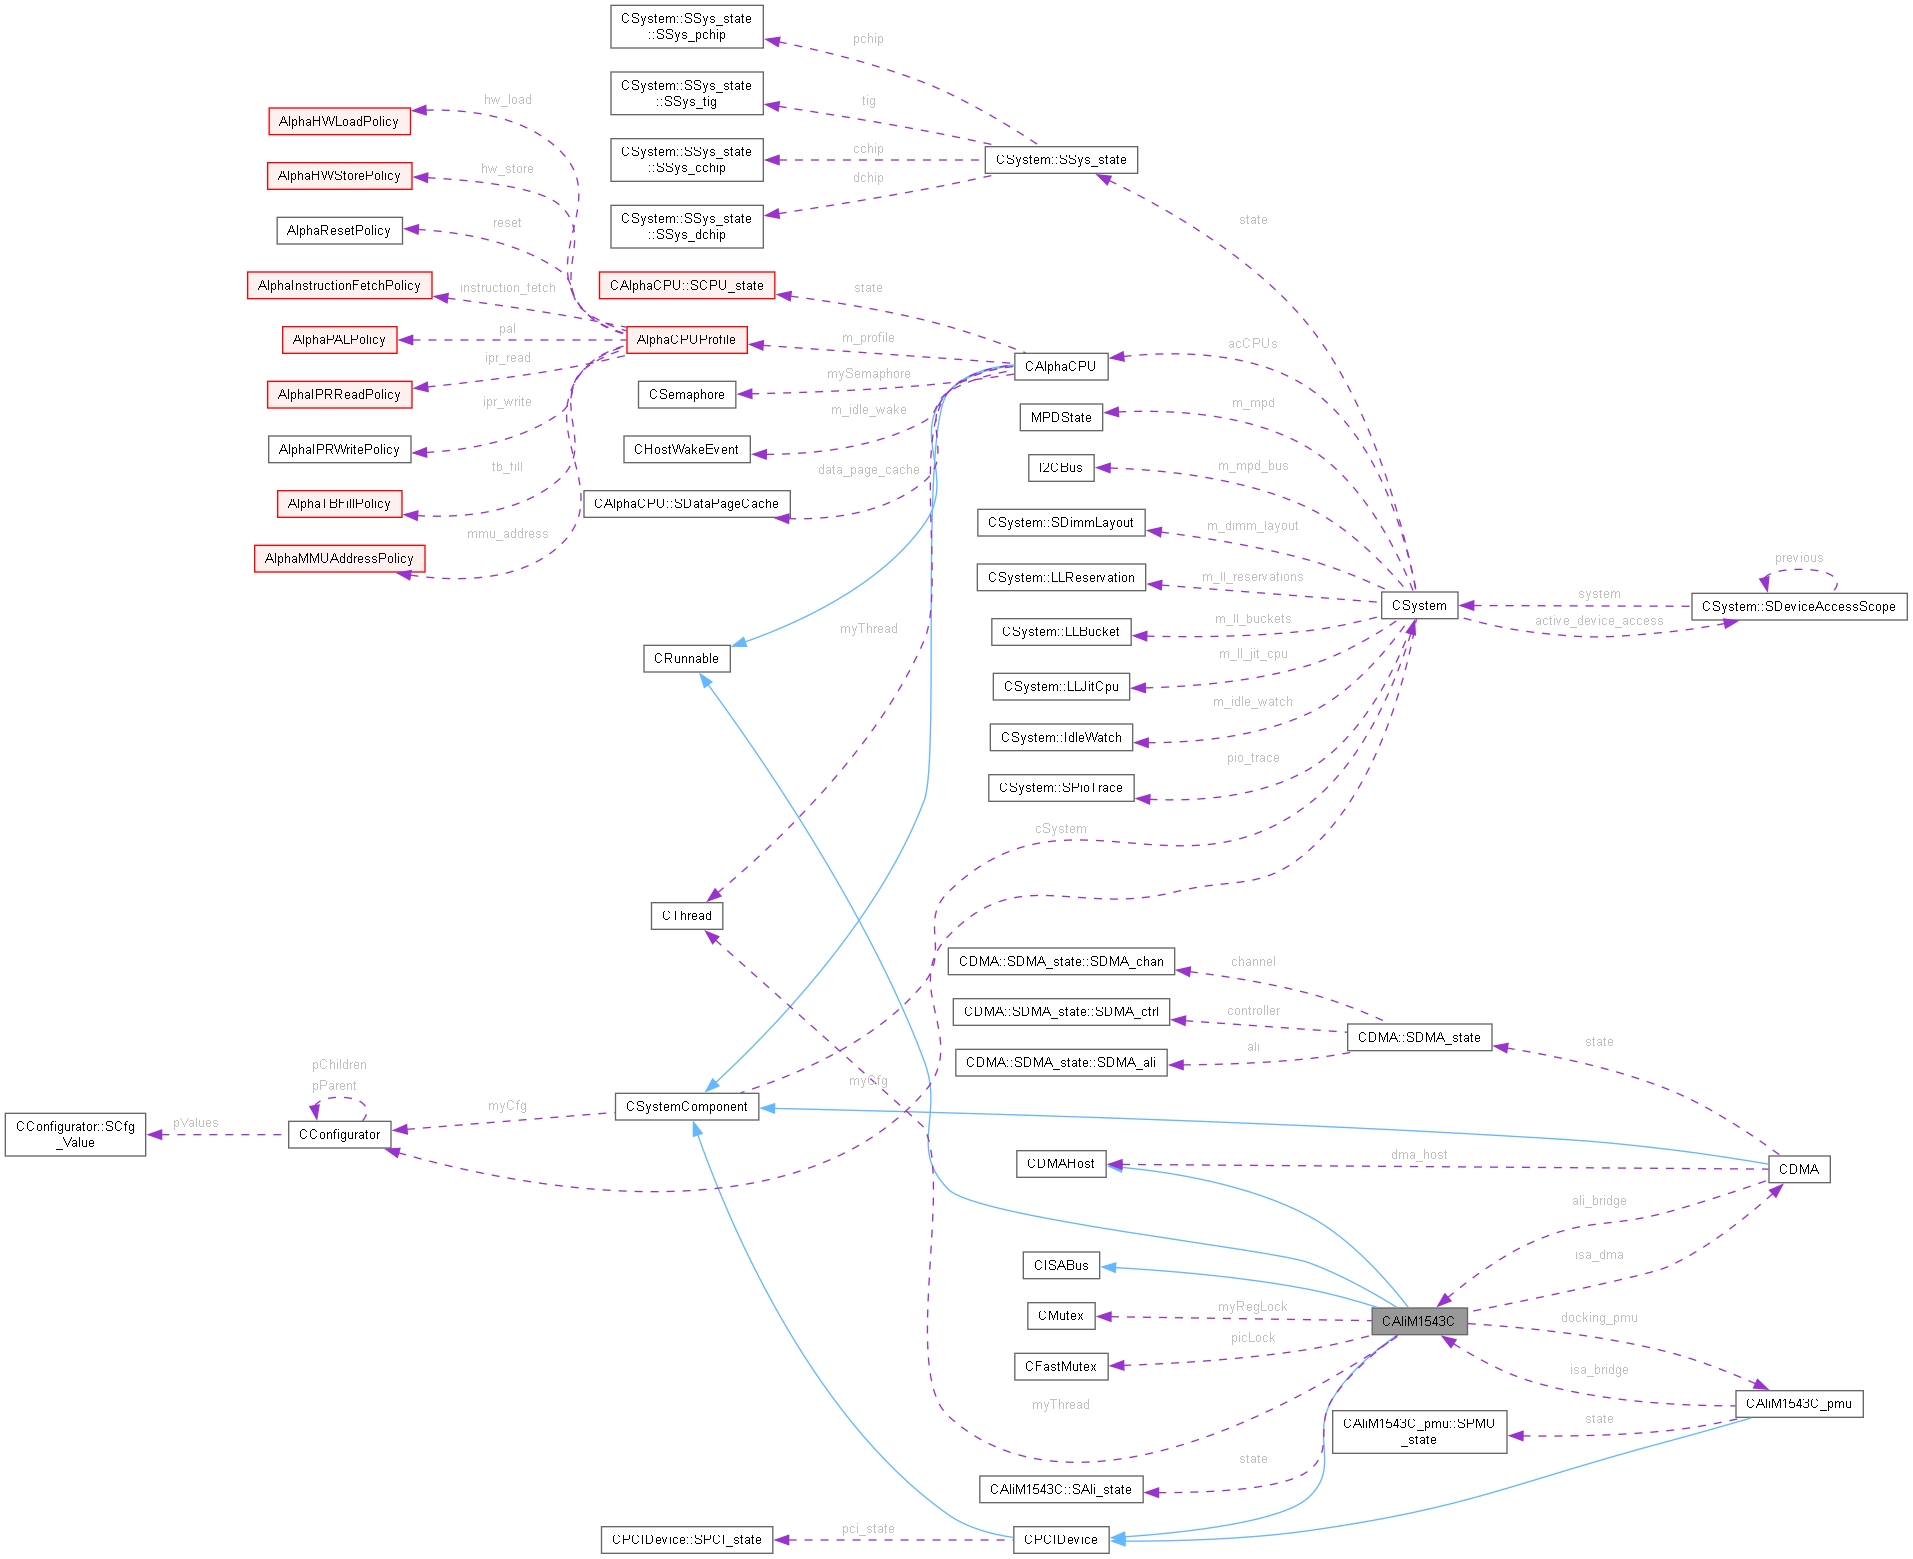 CSystem::SSys_state
::SSys_pchip
pchip
CSystem::SSys_state
::SSys_tig
tig
hw_load
AlphaHWLoadPolicy
CSystem::SSys_state
::SSys_cchip
cchip
CSystem::SSys_state
AlphaHWStorePolicy
hw_store
dchip
CSystem::SSys_state
::SSys_dchip
state
AlphaResetPolicy
reset
AlphaInstructionFetchPolicy
instruction_fetch
CAlphaCPU::SCPU_state
state
AlphaPALPolicy
pal
AlphaCPUProfile
m_profile
acCPUs
CAlphaCPU
ipr_read
AlphaIPRReadPolicy
mySemaphore
CSemaphore
ipr_write
m_idle_wake
MPDState
m_mpd
AlphaIPRWritePolicy
CHostWakeEvent
tb_fill
data_page_cache
I2CBus
m_mpd_bus
AlphaTBFillPolicy
CAlphaCPU::SDataPageCache
CSystem::SDimmLayout
m_dimm_layout
mmu_address
AlphaMMUAddressPolicy
previous
CSystem::LLReservation
m_ll_reservations
CSystem
system
CSystem::SDeviceAccessScope
active_device_access
myThread
CSystem::LLBucket
m_ll_buckets
CRunnable
m_ll_jit_cpu
CSystem::LLJitCpu
m_idle_watch
CSystem::IdleWatch
pio_trace
CSystem::SPioTrace
cSystem
CThread
CDMA::SDMA_state::SDMA_chan
channel
CDMA::SDMA_state::SDMA_ctrl
controller
CDMA::SDMA_state
state
CDMA::SDMA_state::SDMA_ali
ali
pChildren
pParent
myCfg
myCfg
CSystemComponent
CConfigurator::SCfg
_Value
pValues
CConfigurator
CDMAHost
dma_host
CDMA
ali_bridge
isa_dma
CISABus
myRegLock
CMutex
CAliM1543C
docking_pmu
picLock
CFastMutex
isa_bridge
myThread
CAliM1543C_pmu
CAliM1543C_pmu::SPMU
_state
state
state
CAliM1543C::SAli_state
CPCIDevice::SPCI_state
pci_state
CPCIDevice